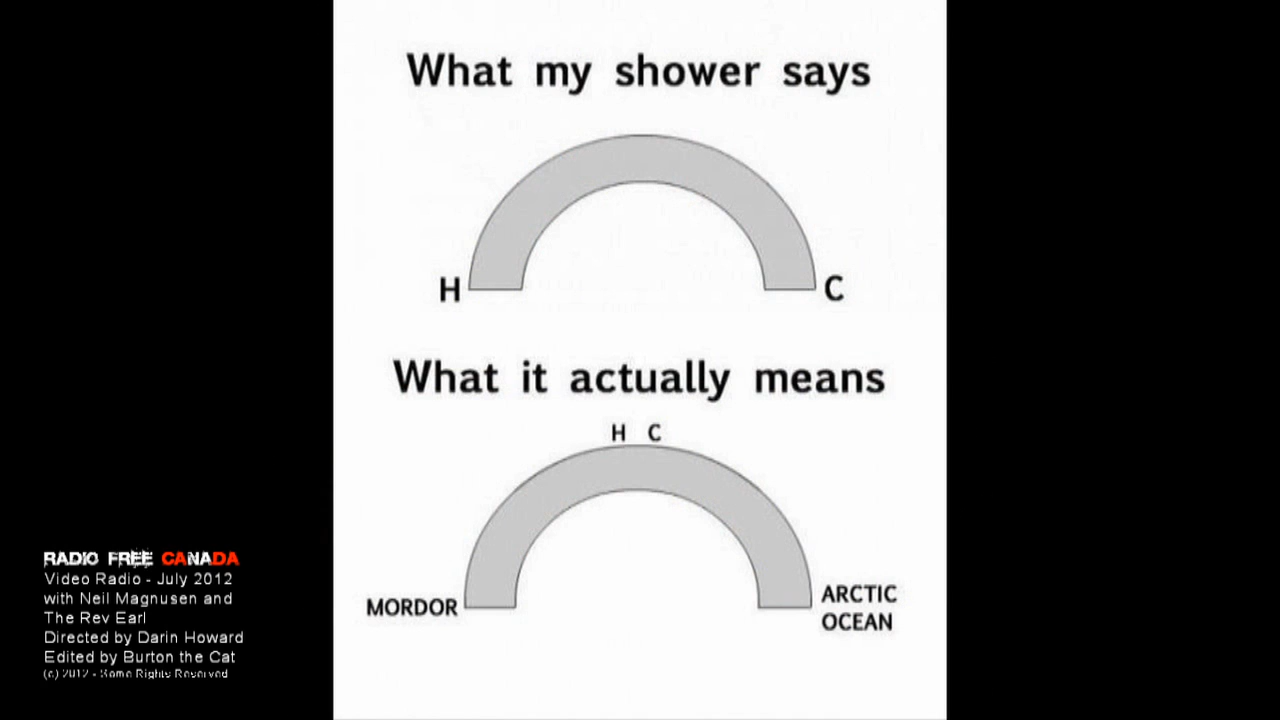 What my shower says
H
C
What it actually means
H C
MORDOR
ARCTIC
OCEAN
RADIO FREE CANADA
Video Radio - July 2012
with Neil Magnusen and
The Rev Earl
Directed by Darin Howard
Edited by Burton the Cat
(c) 2012 - Some Rights Reserved